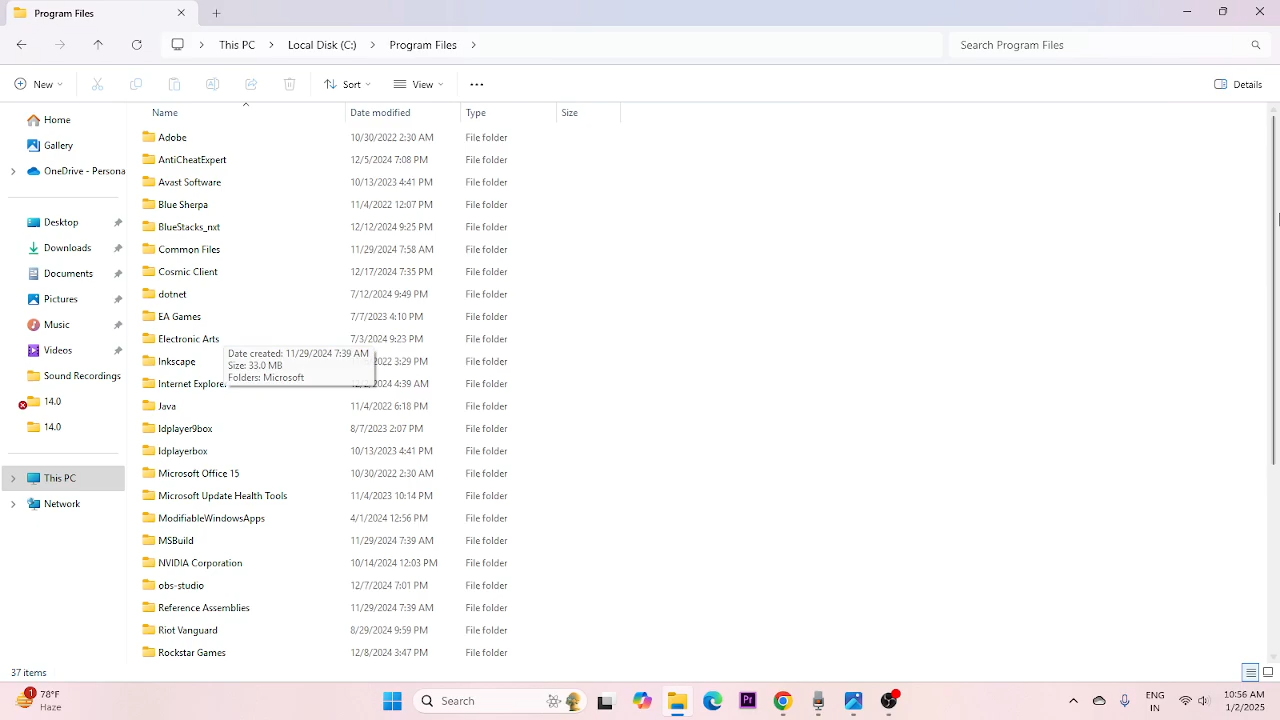 Program Files
This PC
Local Disk (C:)
Program Files
Search Program Files
New
Sort
View
Details
Name Date modified Type Size
Home
Gallery
OneDrive - Persona
Desktop
Downloads
Documents
Pictures
Music
Videos
Sound Recordings
14.0
14.0
This PC
Network
Adobe 10/30/2022 2:30 AM File folder
AntiCheatExpert 12/5/2024 7:08 PM File folder
Avast Software 10/13/2023 4:41 PM File folder
Blue Sherpa 11/4/2022 12:07 PM File folder
BlueStacks_nxt 12/12/2024 9:25 PM File folder
Common Files 11/29/2024 7:58 AM File folder
Cosmic Client 12/17/2024 7:35 PM File folder
dotnet 7/12/2024 9:49 PM File folder
EA Games 7/7/2023 4:10 PM File folder
Electronic Arts 7/3/2024 9:23 PM File folder
Inkscape 2022 3:29 PM File folder
Internet Explore 2024 4:39 AM File folder
Date created: 11/29/2024 7:39 AM
Size: 33.0 MB
Folders: Microsoft
Java 11/4/2022 6:18 PM File folder
ldplayer9box 8/7/2023 2:07 PM File folder
ldplayerbox 10/13/2023 4:41 PM File folder
Microsoft Office 15 10/30/2022 2:30 AM File folder
Microsoft Update Health Tools 11/4/2023 10:14 PM File folder
ModifiableWindowsApps 4/1/2024 12:56 PM File folder
MSBuild 11/29/2024 7:39 AM File folder
NVIDIA Corporation 10/14/2024 12:03 PM File folder
obs-studio 12/7/2024 7:01 PM File folder
Reference Assemblies 11/29/2024 7:39 AM File folder
Riot Vanguard 8/29/2024 9:59 PM File folder
Rockstar Games 12/8/2024 3:47 PM File folder
37 items
1
78°F
Search
Pr
ENG
IN
10:56 AM
1/2/2025